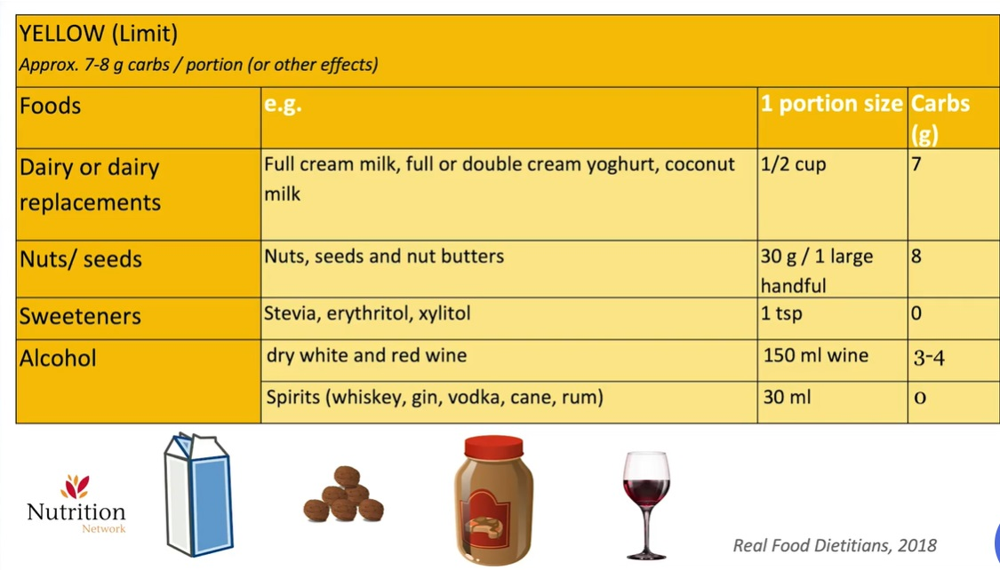 YELLOW (Limit)
Approx. 7-8 g carbs / portion (or other effects)
Foods
e.g.
1 portion size
Carbs
(g)
Dairy or dairy
replacements
Full cream milk, full or double cream yoghurt, coconut
milk
1/2 cup
7
Nuts/ seeds
Nuts, seeds and nut butters
30 g / 1 large
handful
8
Sweeteners
Stevia, erythritol, xylitol
1 tsp
0
Alcohol
dry white and red wine
150 ml wine
3-4
Spirits (whiskey, gin, vodka, cane, rum)
30 ml
0
Nutrition
Network
Real Food Dietitians, 2018